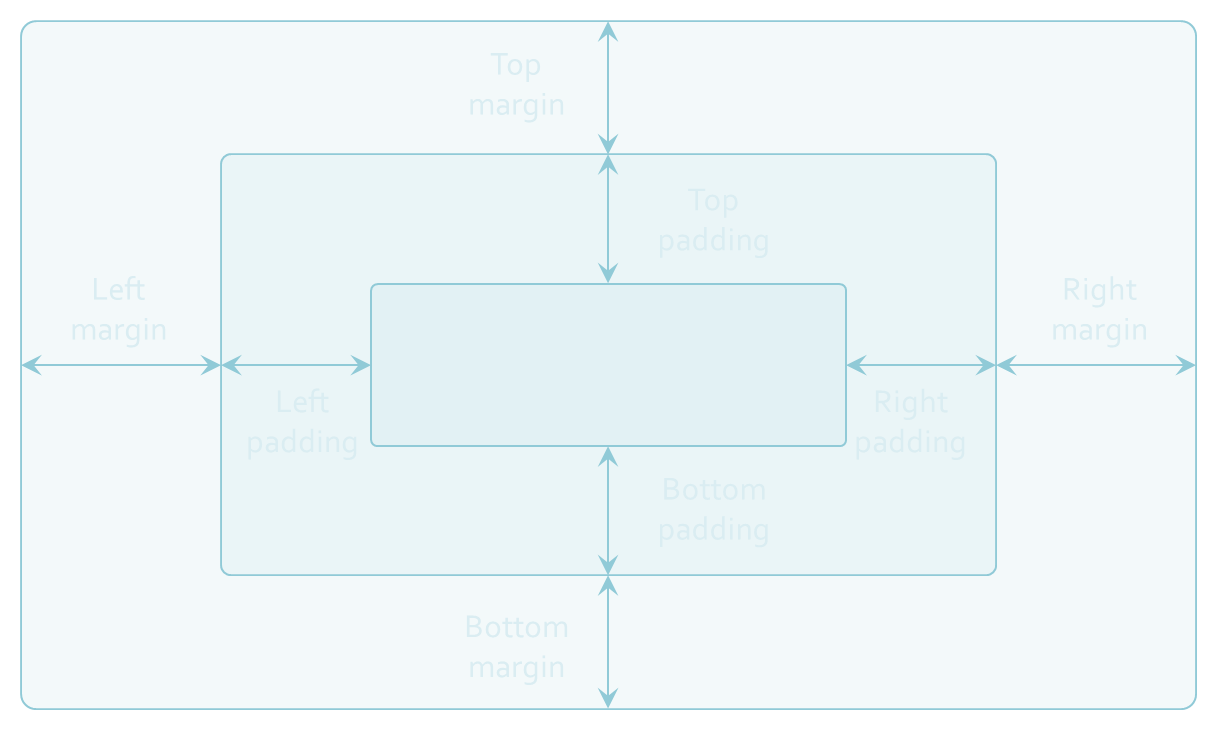 Top
margin
Top
padding
Left
margin
Right
margin
Left
padding
Right
padding
Bottom
padding
Bottom
margin